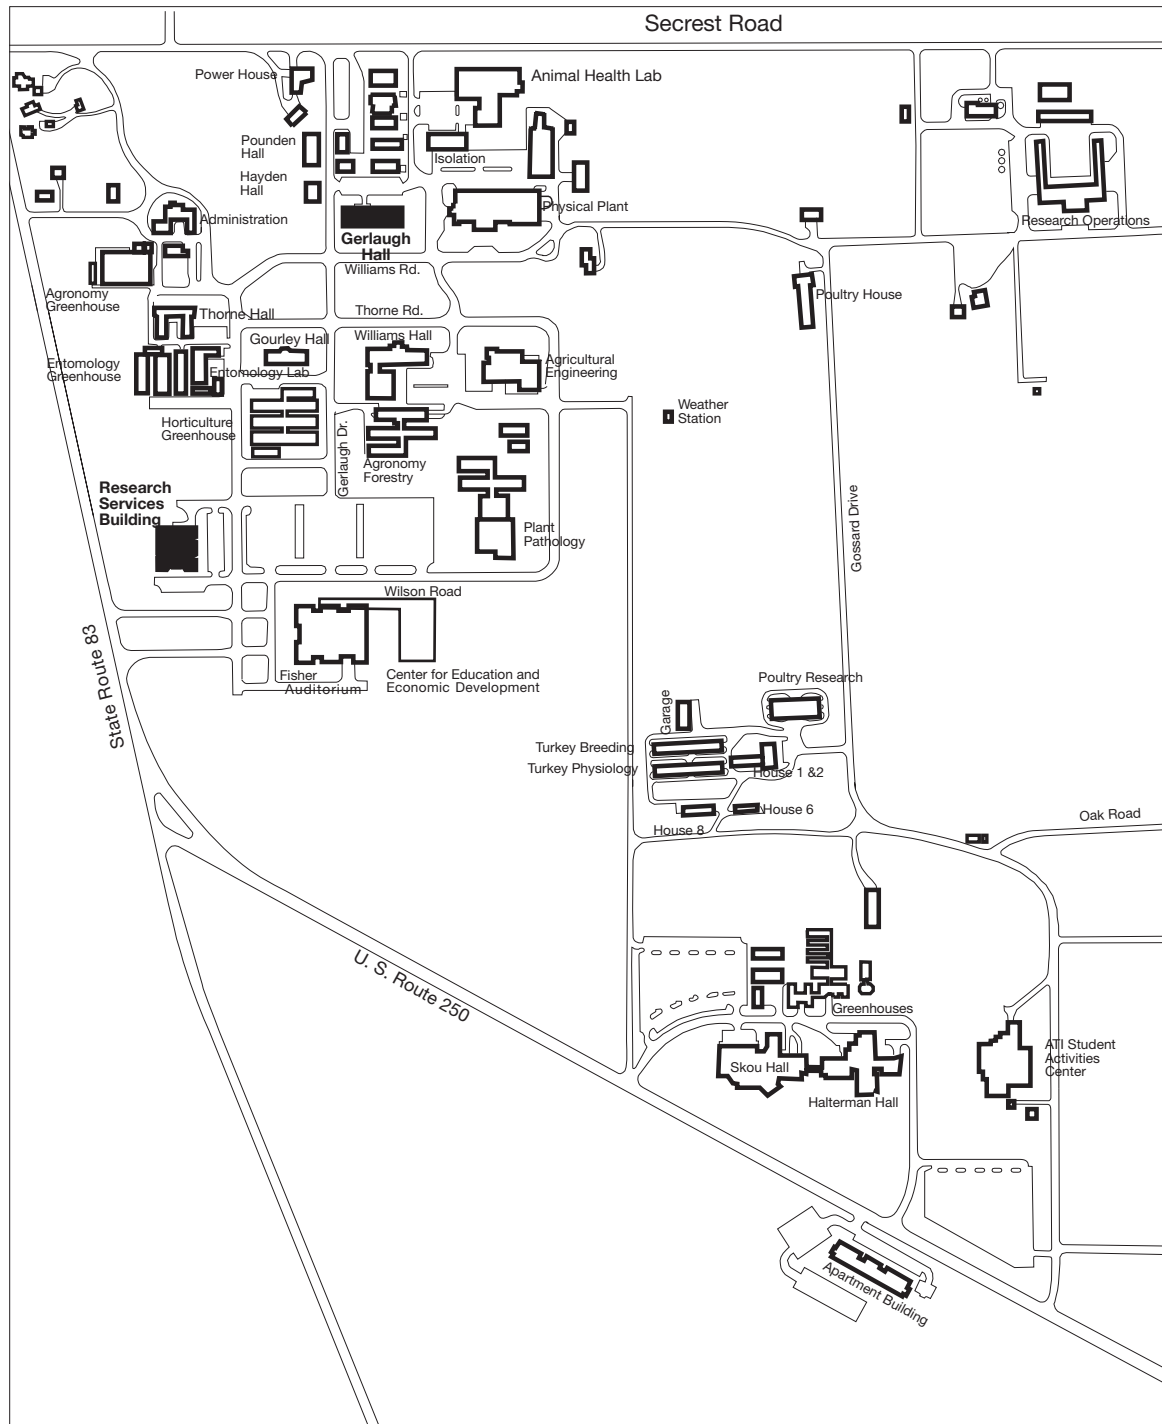 Secrest Road
Power House
Animal Health Lab
Pounden
Hall
Isolation
Hayden
Hall
Administration
Physical Plant
Research Operations
Gerlaugh
Hall
Williams Rd.
Agronomy
Greenhouse
Poultry House
Thorne Rd.
Thorne Hall
Gourley Hall
Williams Hall
Entomology
Greenhouse
Entomology Lab
Agricultural
Engineering
Weather
Station
Horticulture
Greenhouse
Gerlaugh Dr.
Agronomy
Forestry
Research
Services
Building
Plant
Pathology
Gossard Drive
Wilson Road
State Route 83
Fisher
Auditorium
Center for Education and
Economic Development
Poultry Research
Garage
Turkey Breeding
Turkey Physiology
House 1 &2
House 6
House 8
Oak Road
U. S. Route 250
Greenhouses
Skou Hall
Halterman Hall
ATI Student
Activities
Center
Apartment Building